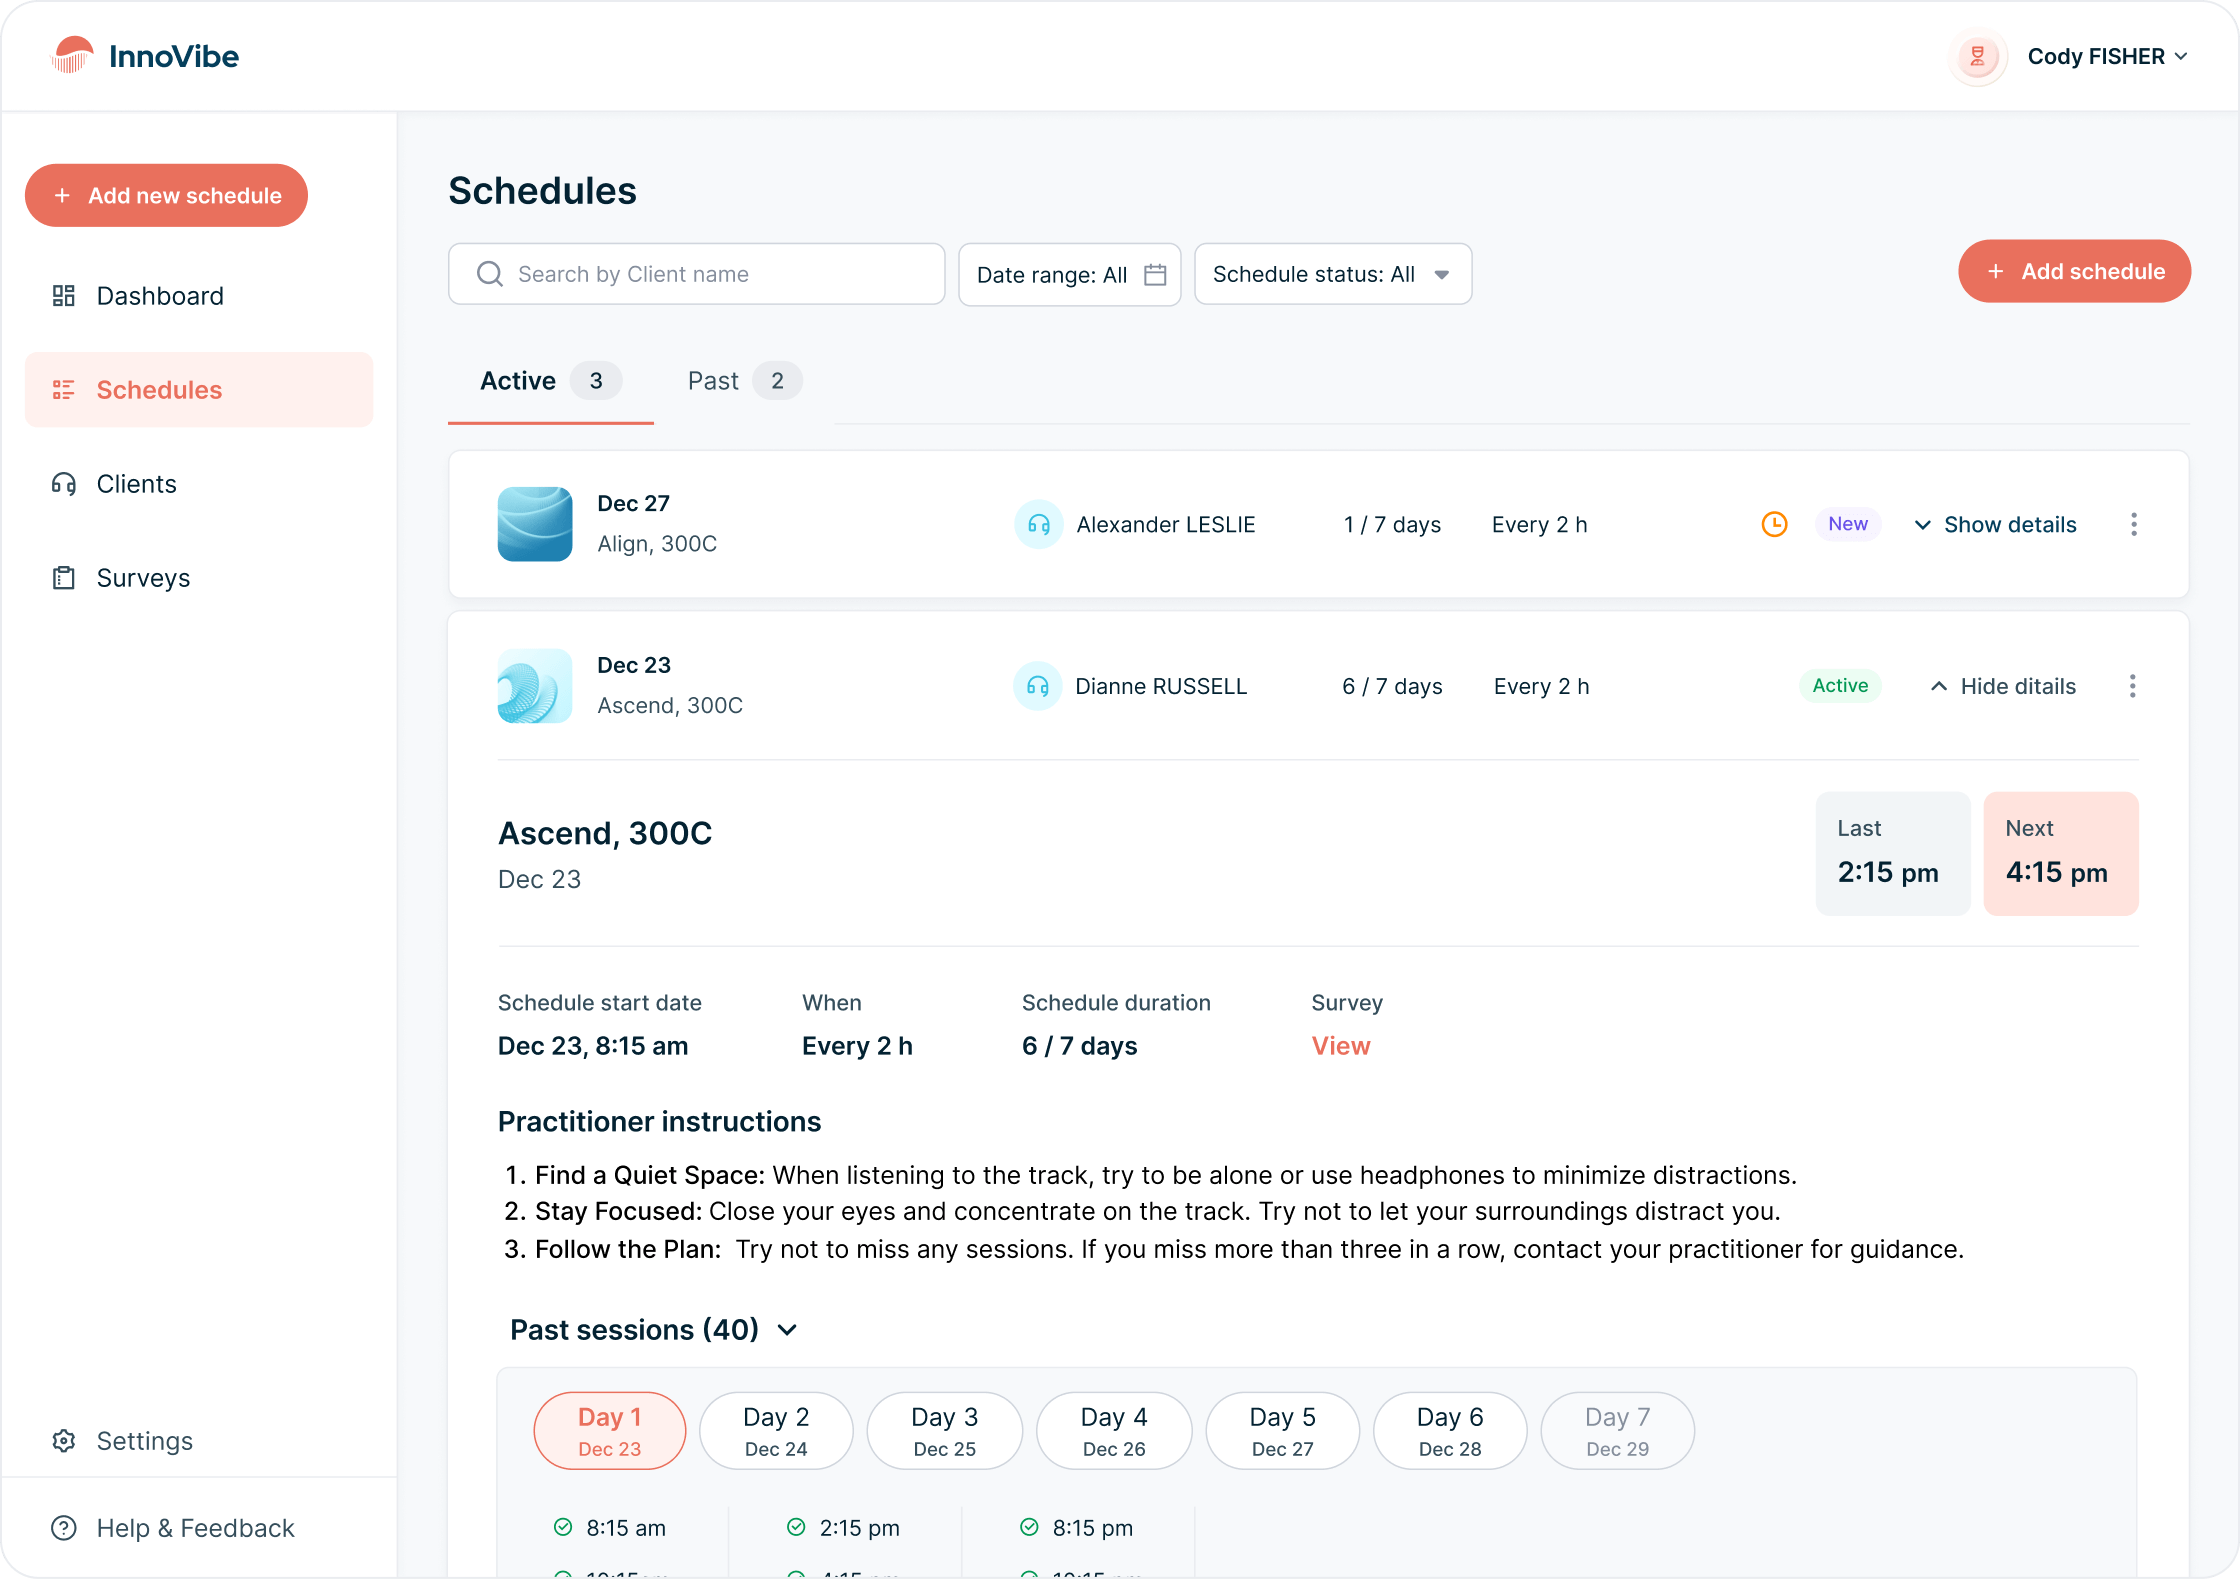 InnoVibe
Cody FISHER
+ Add new schedule
Dashboard
Schedules
Clients
Surveys
Settings
Help & Feedback
Schedules
Search by Client name
Date range: All
Schedule status: All
+ Add schedule
Active 3
Past 2
Dec 27
Align, 300C
Alexander LESLIE
1 / 7 days
Every 2 h
New
Show details
Dec 23
Ascend, 300C
Dianne RUSSELL
6 / 7 days
Every 2 h
Active
Hide ditails
Ascend, 300C
Dec 23
Last
2:15 pm
Next
4:15 pm
Schedule start date
Dec 23, 8:15 am
When
Every 2 h
Schedule duration
6 / 7 days
Survey
View
Practitioner instructions
1. Find a Quiet Space: When listening to the track, try to be alone or use headphones to minimize distractions.
2. Stay Focused: Close your eyes and concentrate on the track. Try not to let your surroundings distract you.
3. Follow the Plan: Try not to miss any sessions. If you miss more than three in a row, contact your practitioner for guidance.
Past sessions (40)
Day 1
Dec 23
Day 2
Dec 24
Day 3
Dec 25
Day 4
Dec 26
Day 5
Dec 27
Day 6
Dec 28
Day 7
Dec 29
8:15 am
2:15 pm
8:15 pm